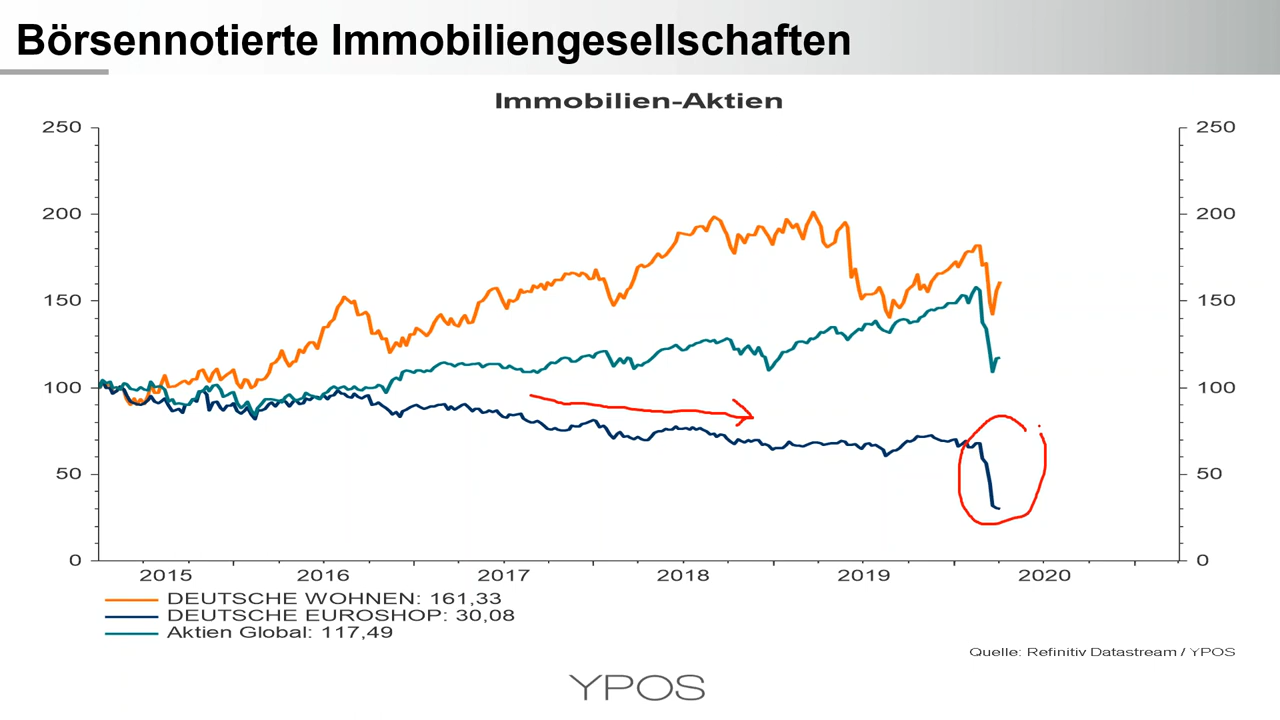 Börsennotierte Immobiliengesellschaften
Immobilien-Aktien
250 250
200 200
150 150
100 100
50 50
0 0
2015 2016 2017 2018 2019 2020
DEUTSCHE WOHNEN: 161,33
DEUTSCHE EUROSHOP: 30,08
Aktien Global: 117,49
Quelle: Refinitiv Datastream / YPOS
YPOS